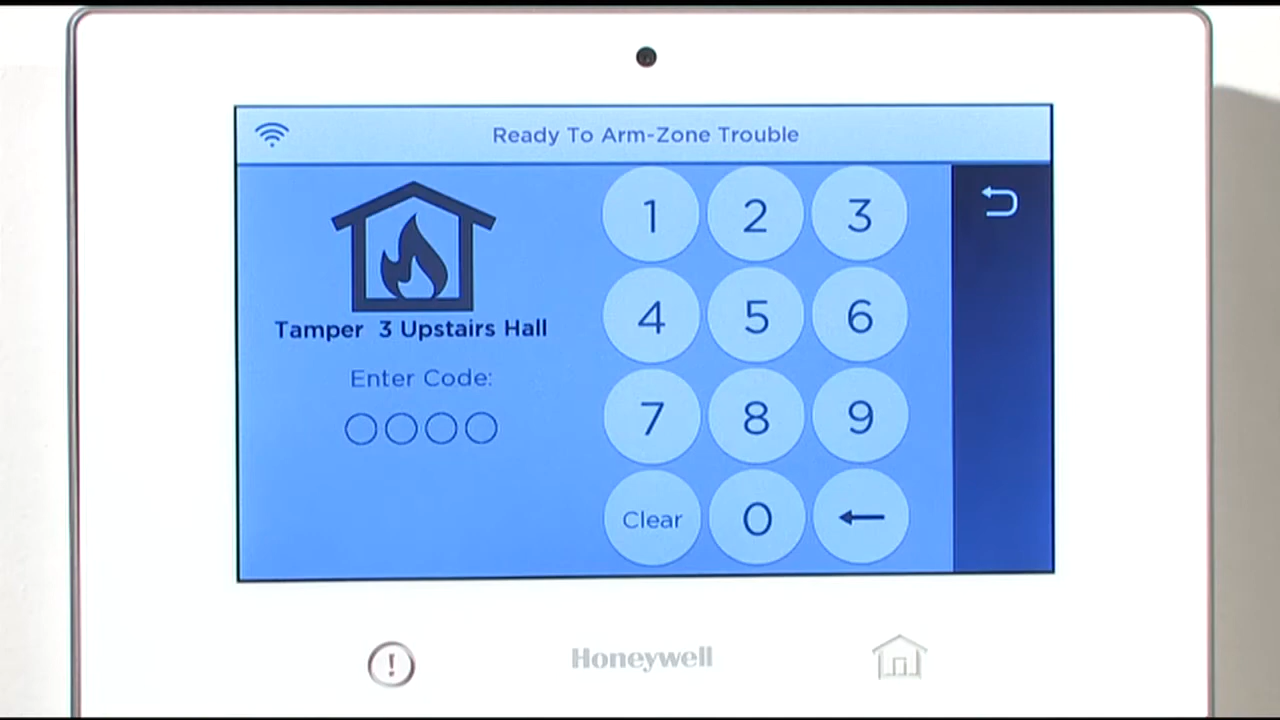 Ready To Arm-Zone Trouble
Tamper 3 Upstairs Hall
Enter Code:
1 2 3
4 5 6
7 8 9
Clear 0 ←
!
Honeywell